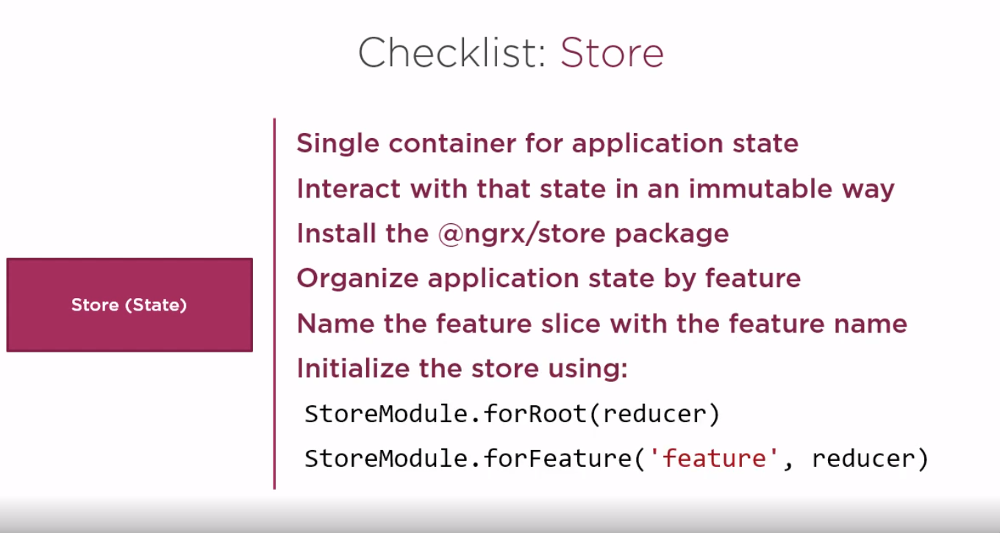 Checklist: Store
Single container for application state
Interact with that state in an immutable way
Install the @ngrx/store package
Organize application state by feature
Store (State)
Name the feature slice with the feature name
Initialize the store using:
StoreModule.forRoot(reducer)
StoreModule.forFeature('feature', reducer)